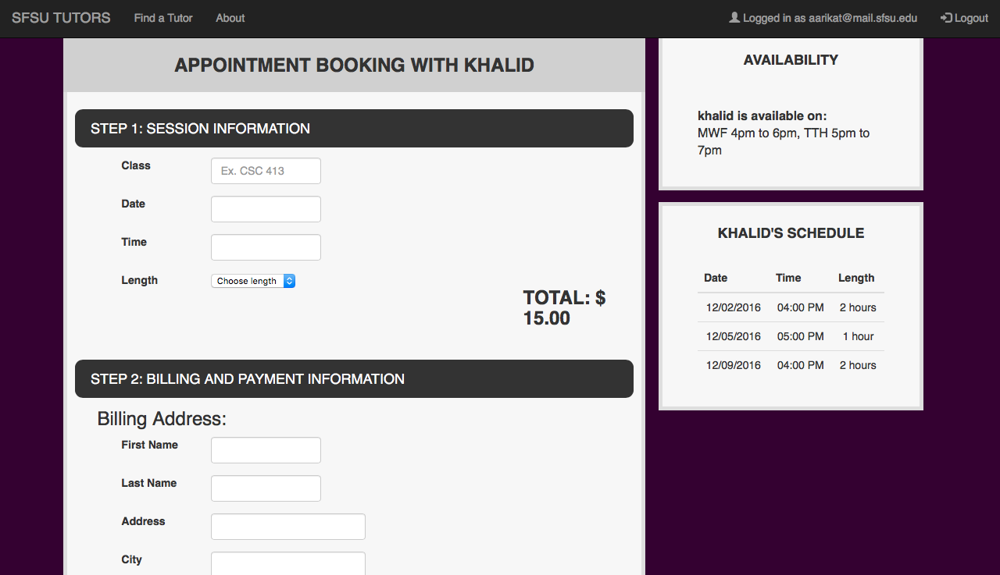 SFSU TUTORS Find a Tutor About Logged in as aarikat@mail.sfsu.edu Logout
APPOINTMENT BOOKING WITH KHALID
STEP 1: SESSION INFORMATION
Class Ex. CSC 413
Date
Time
Length Choose length
TOTAL: $
15.00
STEP 2: BILLING AND PAYMENT INFORMATION
Billing Address:
First Name
Last Name
Address
City
AVAILABILITY
khalid is available on:
MWF 4pm to 6pm, TTH 5pm to
7pm
KHALID'S SCHEDULE
Date Time Length
12/02/2016 04:00 PM 2 hours
12/05/2016 05:00 PM 1 hour
12/09/2016 04:00 PM 2 hours